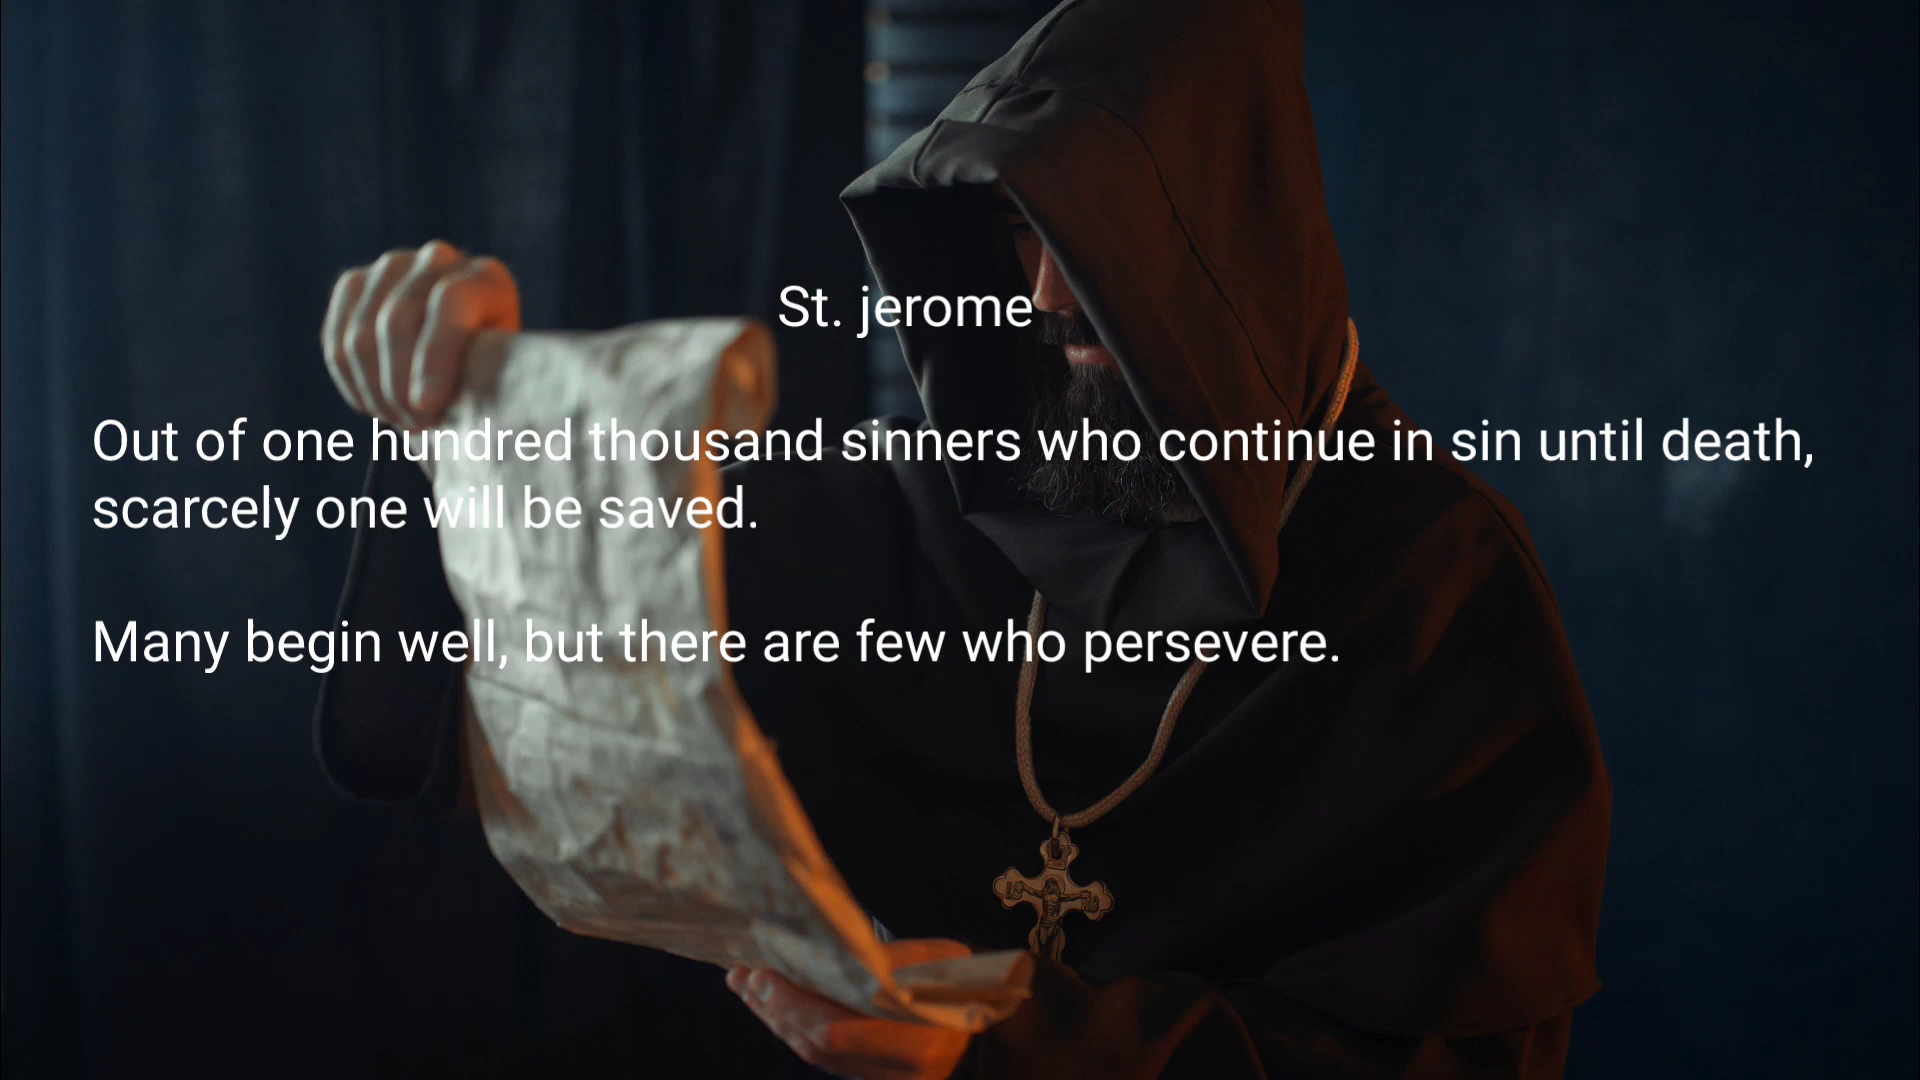 St. jerome
Out of one hundred thousand sinners who continue in sin until death,
scarcely one will be saved.
Many begin well, but there are few who persevere.